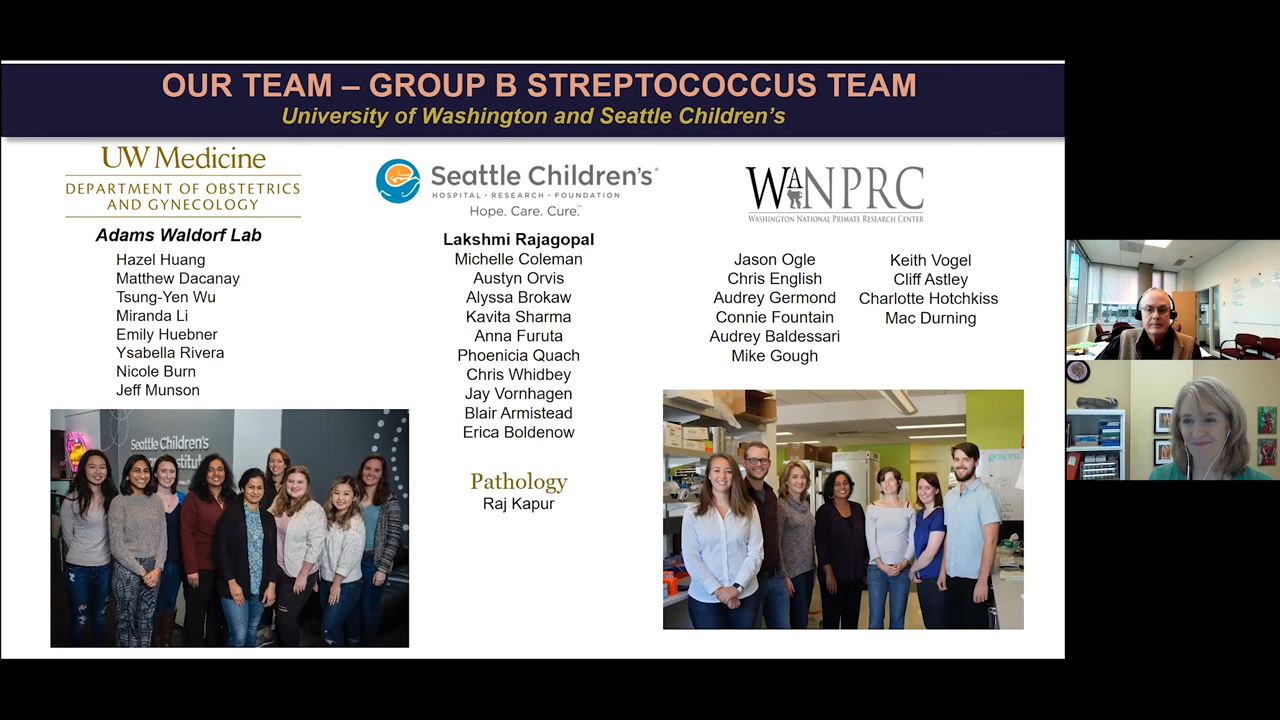 OUR TEAM – GROUP B STREPTOCOCCUS TEAM
University of Washington and Seattle Children's
UW Medicine
DEPARTMENT OF OBSTETRICS
AND GYNECOLOGY
Adams Waldorf Lab
Hazel Huang
Matthew Dacanay
Tsung-Yen Wu
Miranda Li
Emily Huebner
Ysabella Rivera
Nicole Burn
Jeff Munson
Seattle Children's
HOSPITAL · RESEARCH · FOUNDATION
Hope. Care. Cure.™
Lakshmi Rajagopal
Michelle Coleman
Austyn Orvis
Alyssa Brokaw
Kavita Sharma
Anna Furuta
Phoenicia Quach
Chris Whidbey
Jay Vornhagen
Blair Armistead
Erica Boldenow
Pathology
Raj Kapur
WaNPRC
WASHINGTON NATIONAL PRIMATE RESEARCH CENTER
Jason Ogle
Chris English
Audrey Germond
Connie Fountain
Audrey Baldessari
Mike Gough
Keith Vogel
Cliff Astley
Charlotte Hotchkiss
Mac Durning
Seattle Children's